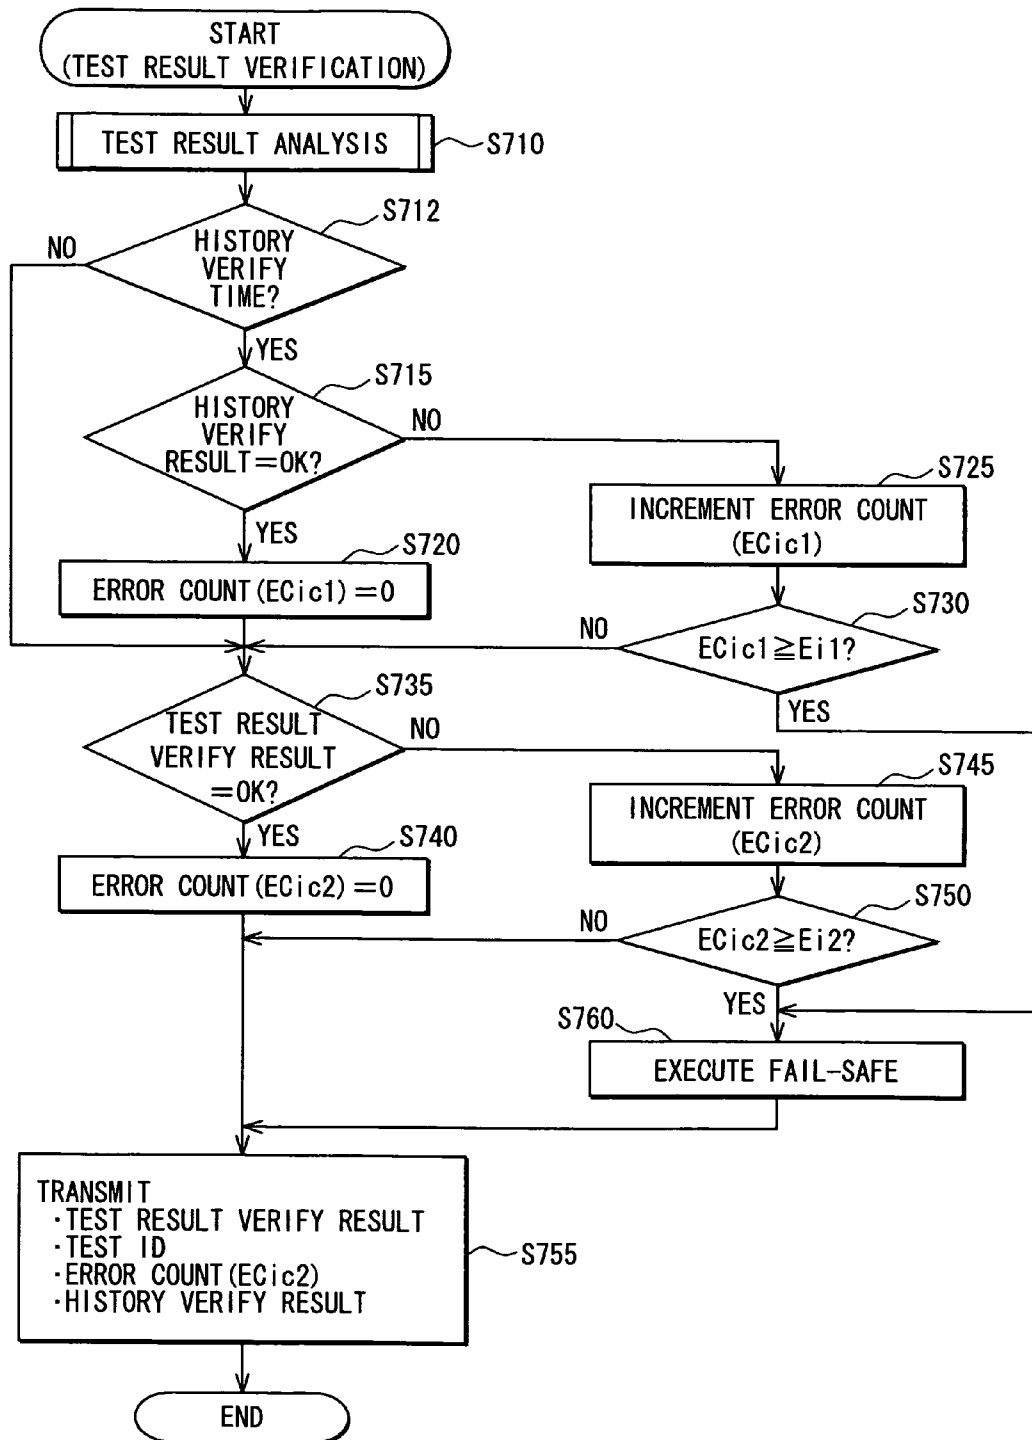 START
(TEST RESULT VERIFICATION)
TEST RESULT ANALYSIS
S710
S712
NO
HISTORY
VERIFY
TIME?
YES
S715
HISTORY
VERIFY
RESULT=OK?
NO
S725
INCREMENT ERROR COUNT
(ECic1)
YES
S720
ERROR COUNT(ECic1)=0
S730
NO
ECic1≧Ei1?
YES
S735
TEST RESULT
VERIFY RESULT
=OK?
NO
S745
INCREMENT ERROR COUNT
(ECic2)
YES
S740
ERROR COUNT(ECic2)=0
S750
NO
ECic2≧Ei2?
YES
S760
EXECUTE FAIL-SAFE
TRANSMIT
·TEST RESULT VERIFY RESULT
·TEST ID
·ERROR COUNT(ECic2)
·HISTORY VERIFY RESULT
S755
END